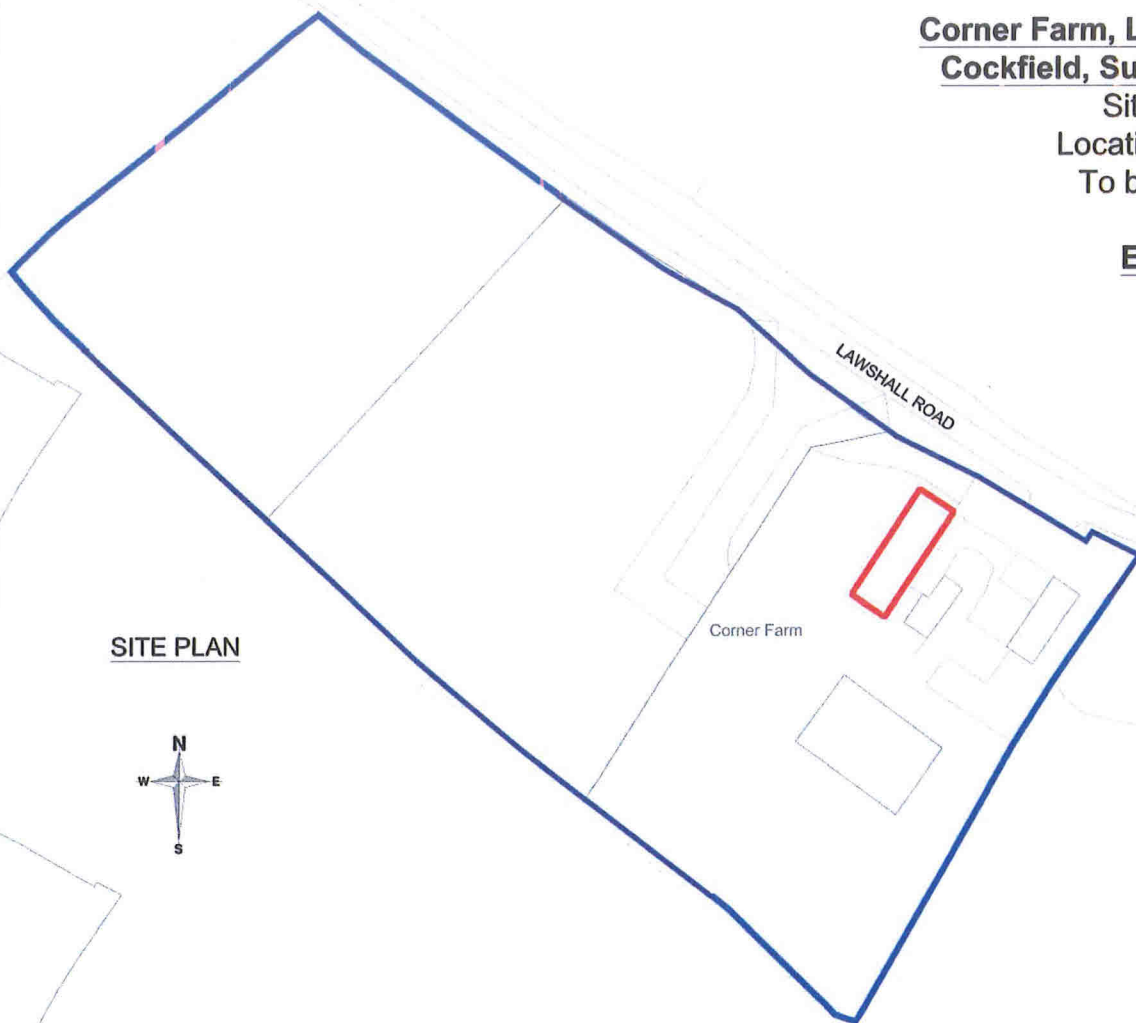 Corner Farm, L
Cockfield, Su
Sit
Locati
To b
E
LAWSHALL ROAD
Corner Farm
SITE PLAN
N
W E
S